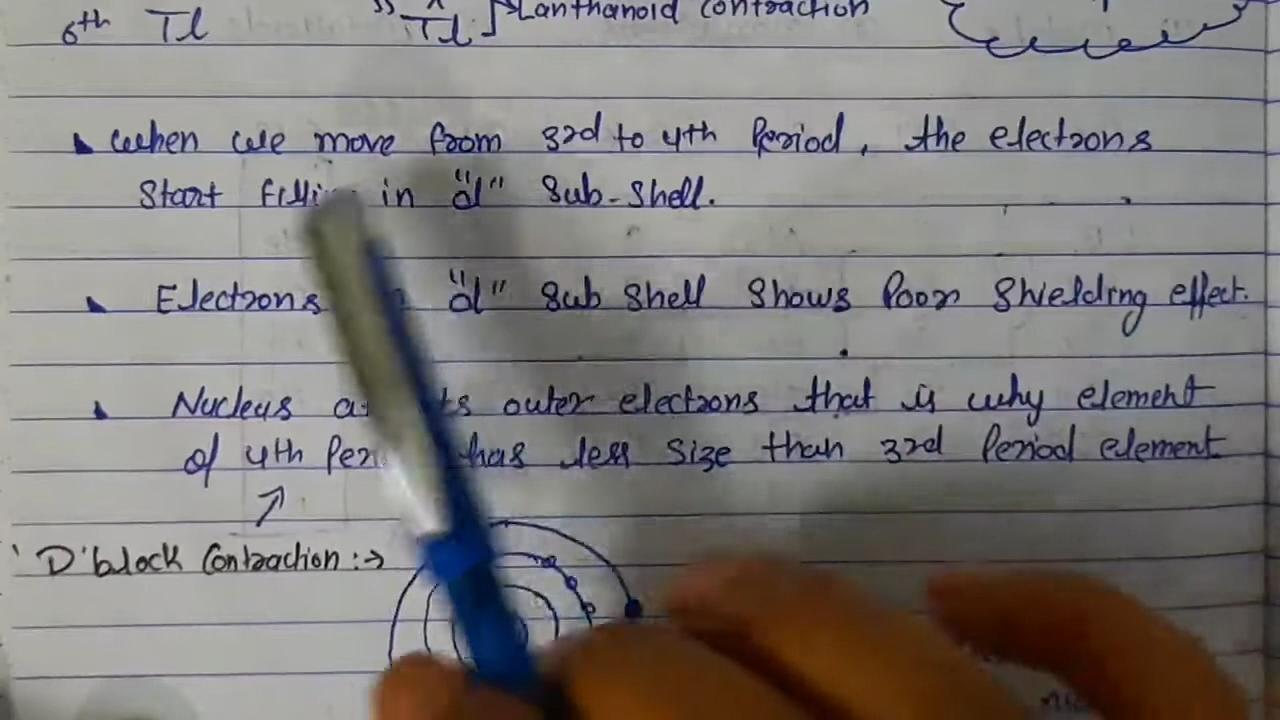 6th Tl Tl Lanthanoid Contraction
When we move from 3rd to 4th Period, the electrons
Start filling in "d" Sub-Shell.
Electrons "d" Sub Shell Shows Poor Shielding effect.
Nucleus outer electrons that is why element
of 4th has less Size than 3rd Period element
'D' block Contraction :->